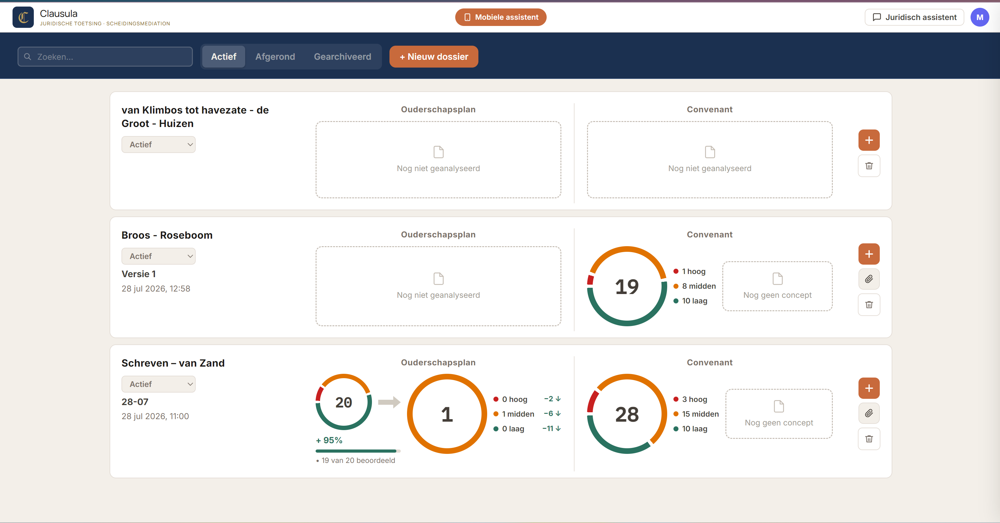 C
Clausula
JURIDISCHE TOETSING · SCHEIDINGSMEDIATION
Mobiele assistent
Juridisch assistent
M
Zoeken...
Actief
Afgerond
Gearchiveerd
+ Nieuw dossier
van Klimbos tot havezate - de
Groot - Huizen
Actief
Ouderschapsplan
Nog niet geanalyseerd
Convenant
Nog niet geanalyseerd
Broos - Roseboom
Actief
Versie 1
28 jul 2026, 12:58
Ouderschapsplan
Nog niet geanalyseerd
Convenant
19
1 hoog
8 midden
10 laag
Nog geen concept
Schreven – van Zand
Actief
28-07
28 jul 2026, 11:00
Ouderschapsplan
20
+ 95%
• 19 van 20 beoordeeld
1
0 hoog −2 ↓
1 midden −6 ↓
0 laag −11 ↓
Convenant
28
3 hoog
15 midden
10 laag
Nog geen concept